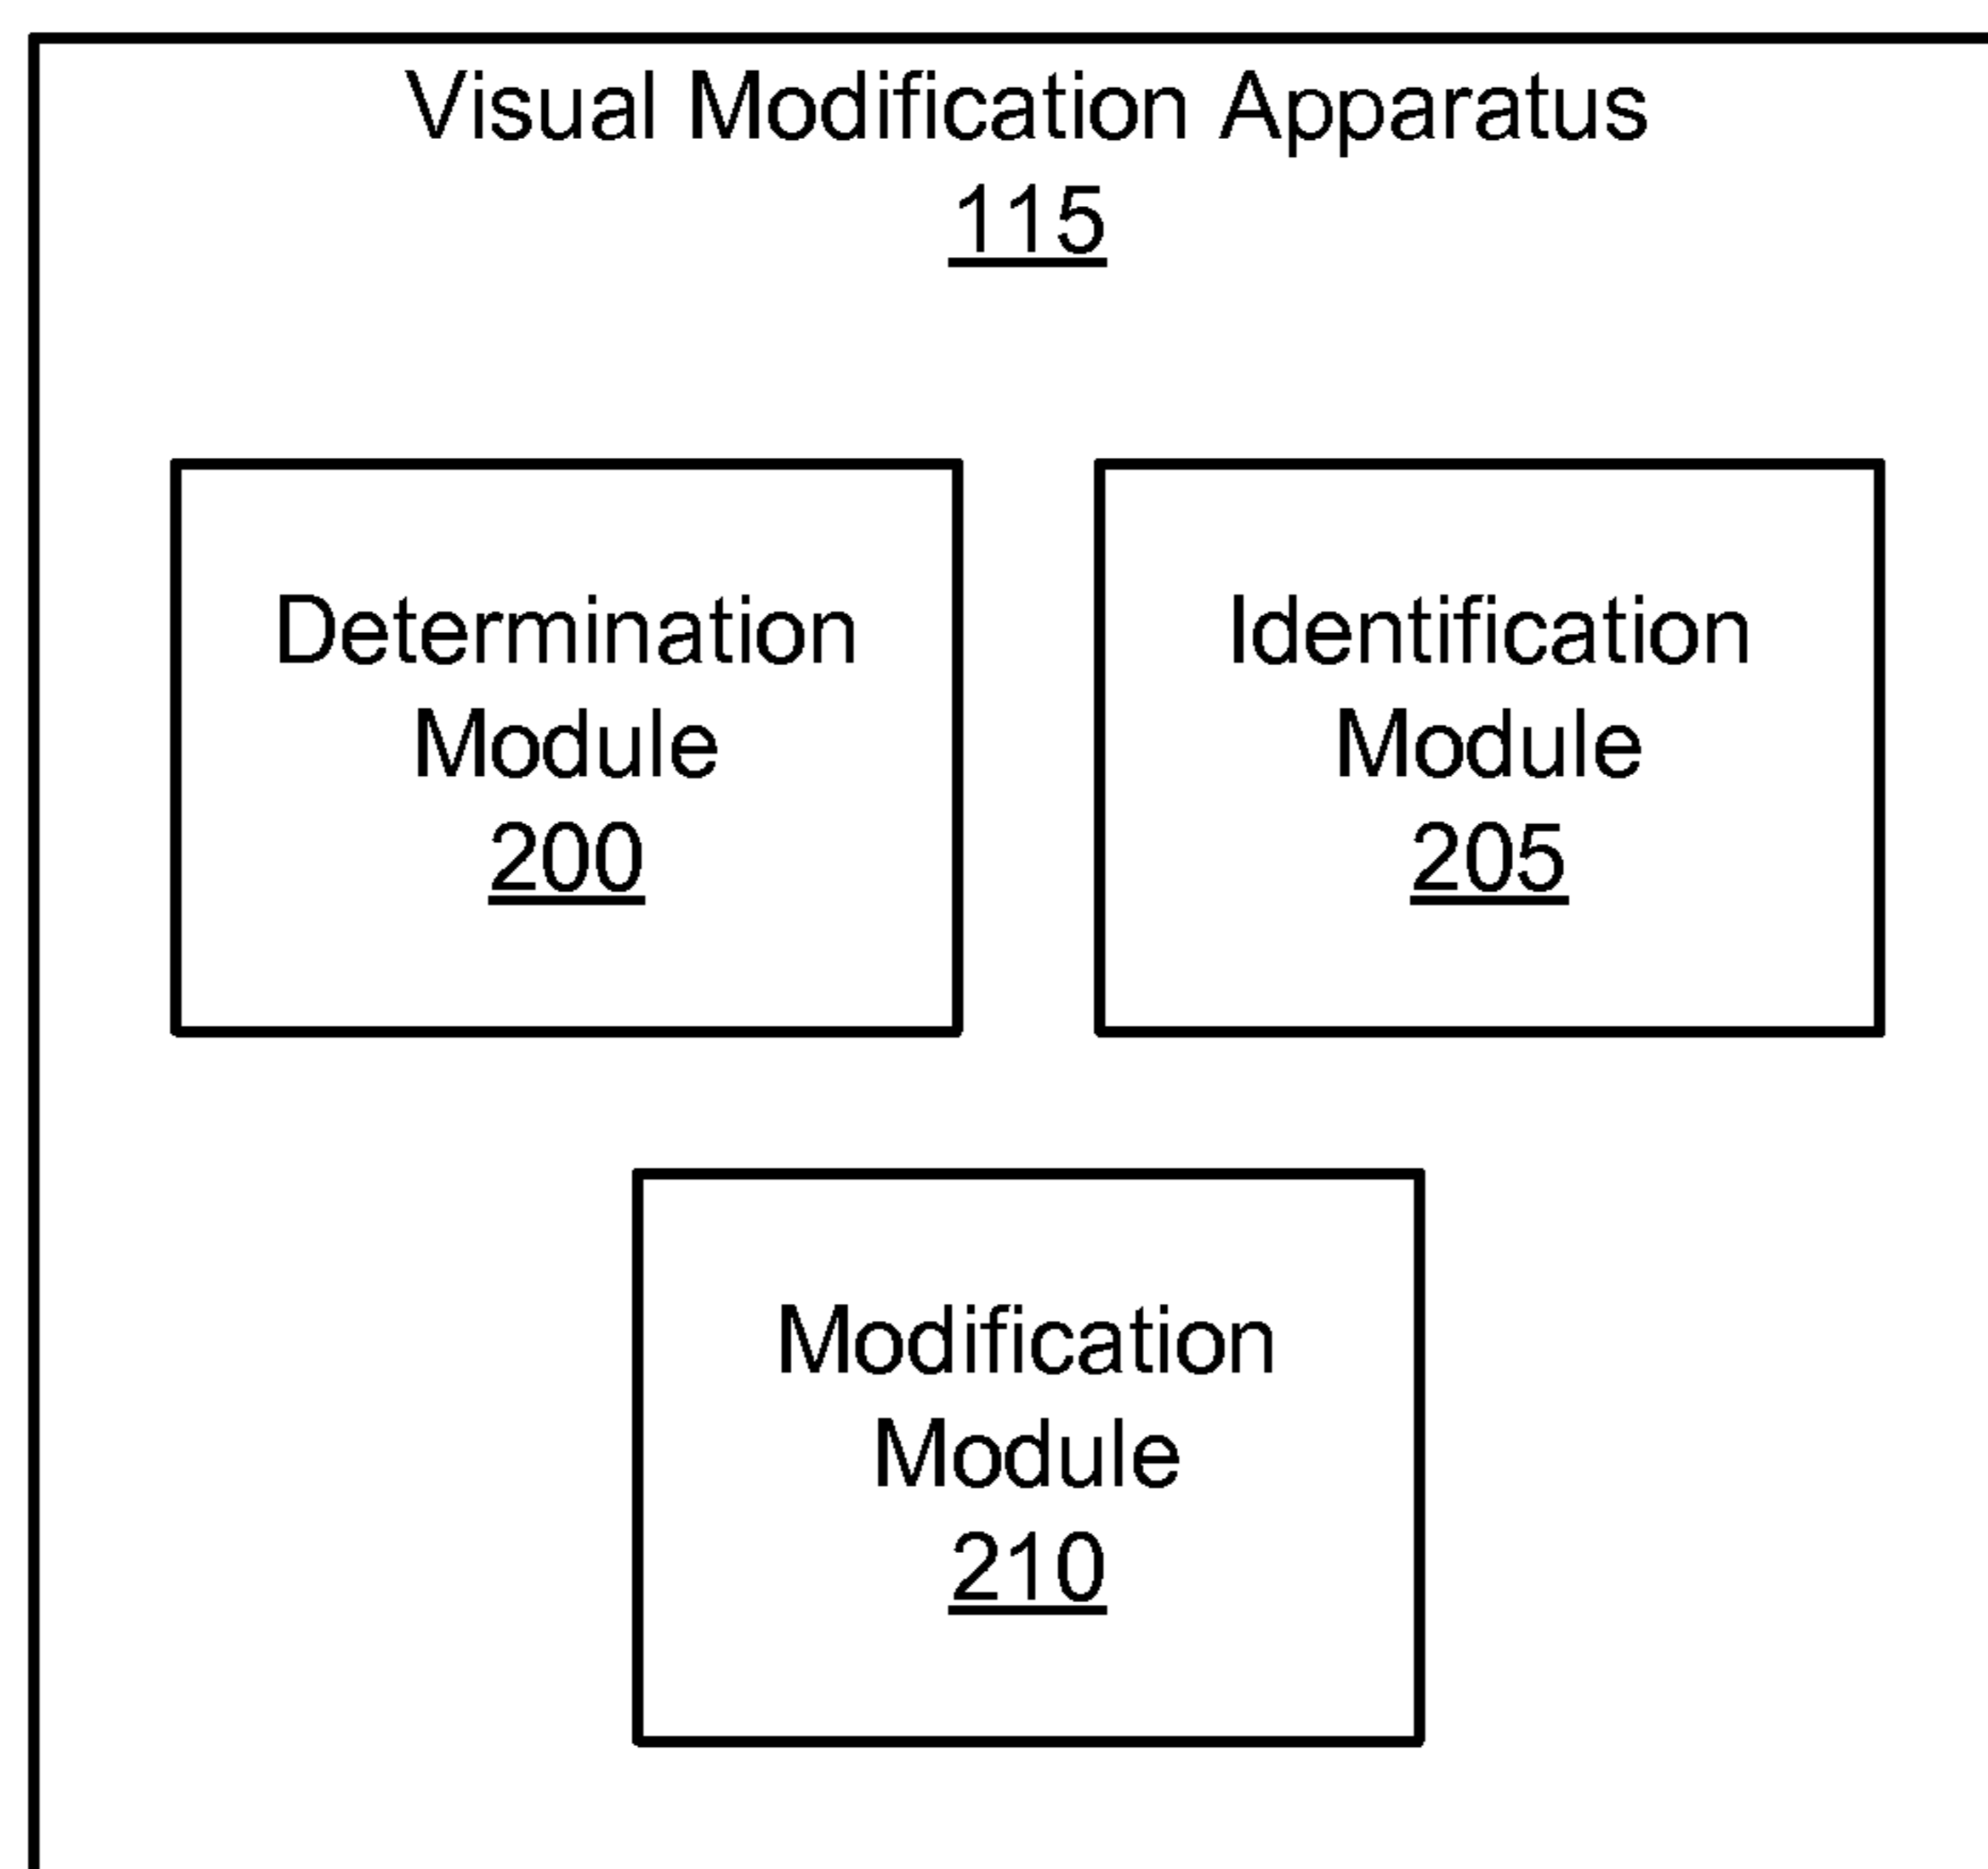 Visual Modification Apparatus
115
Determination
Module
200
Identification
Module
205
Modification
Module
210